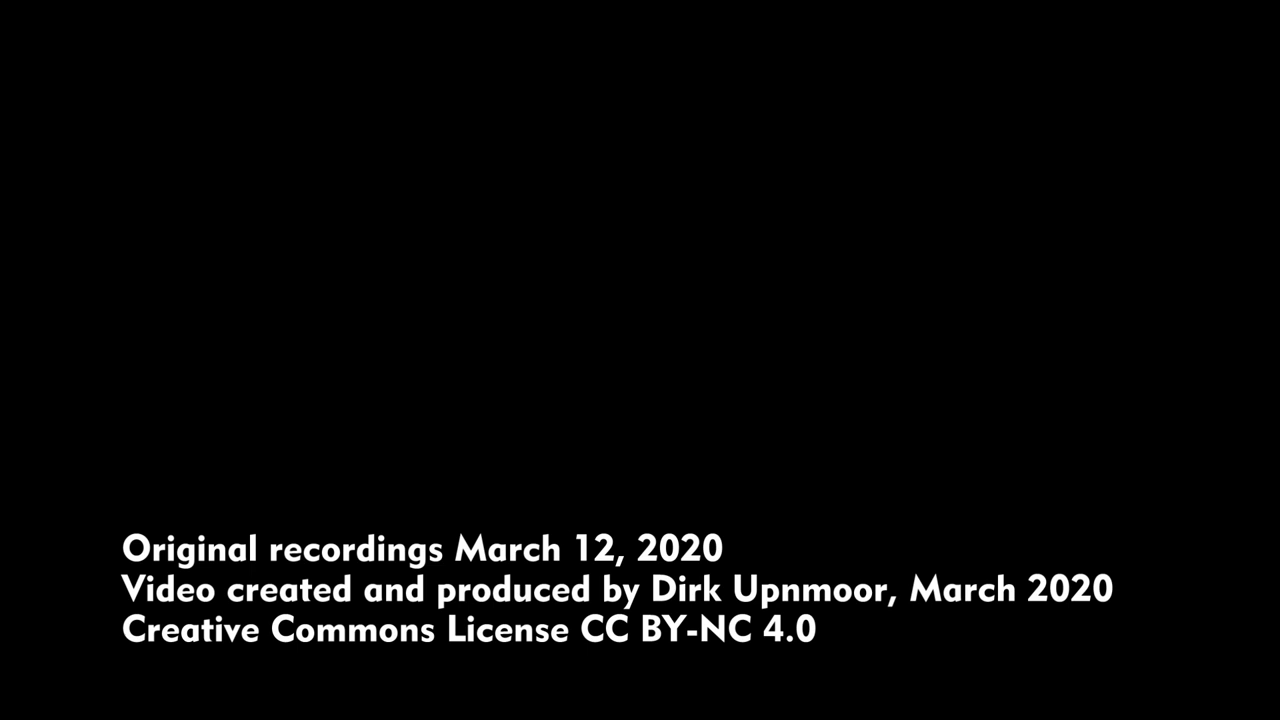 Original recordings March 12, 2020
Video created and produced by Dirk Upnmoor, March 2020
Creative Commons License CC BY-NC 4.0